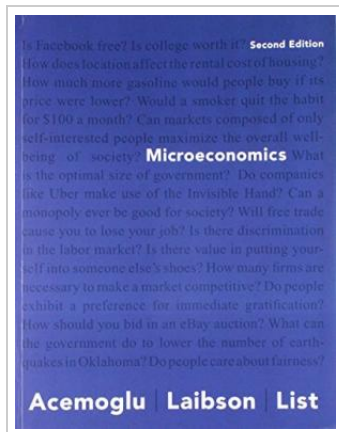 Is Facebook free? Is college worth it? Second Edition
How does location affect the rental cost of housing?
How much more gasoline would people buy if its
price were lower? Would a smoker quit the habit
for $100 a month? Can markets composed of only
self-interested people maximize the overall well-
being of society? Microeconomics What
is the optimal size of government? Do companies
like Uber make use of the Invisible Hand? Can a
monopoly ever be good for society? Will free trade
cause you to lose your job? Is there discrimination
in the labor market? Is there value in putting your-
self into someone else's shoes? How many firms are
necessary to make a market competitive? Do people
exhibit a preference for immediate gratification?
How should you bid in an eBay auction? What can
the government do to lower the number of earth-
quakes in Oklahoma? Do people care about fairness?
Acemoglu | Laibson | List